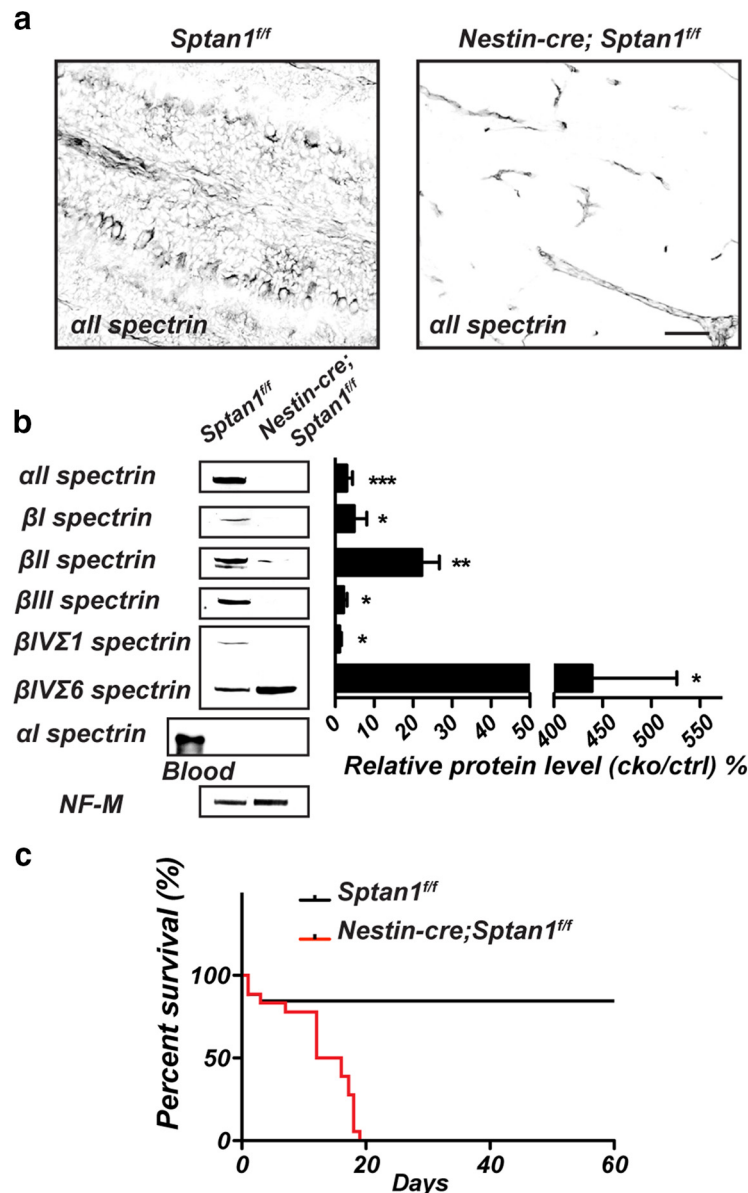 a
Sptan1f/f
Nestin-cre; Sptan1f/f
αII spectrin
αII spectrin
b
Sptan1f/f
Nestin-cre;
Sptan1f/f
αII spectrin
***
βI spectrin
*
βII spectrin
**
βIII spectrin
*
βIVΣ1 spectrin
*
βIVΣ6 spectrin
*
αI spectrin
Blood
NF-M
0 10 20 30 40 50 400 450 500 550
Relative protein level (cko/ctrl) %
c
Percent survival (%)
Sptan1f/f
Nestin-cre;Sptan1f/f
100
50
0
0 20 40 60
Days